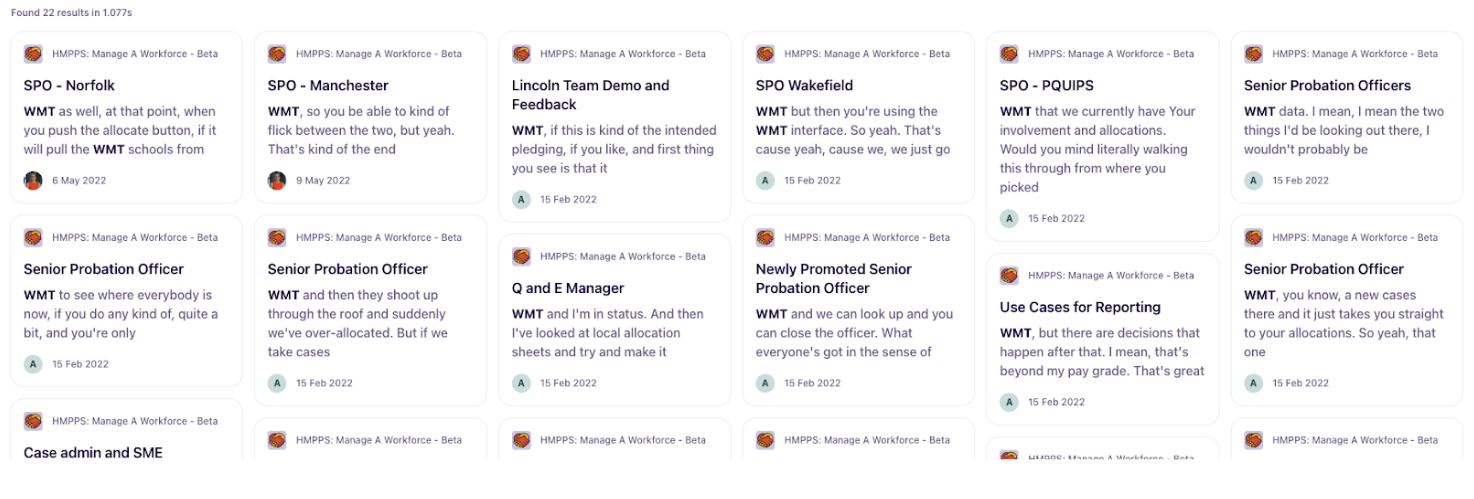 Found 22 results in 1.077s
HMPPS: Manage A Workforce - Beta
SPO - Norfolk
WMT as well, at that point, when
you push the allocate button, if it
will pull the WMT schools from
6 May 2022
HMPPS: Manage A Workforce - Beta
Senior Probation Officer
WMT to see where everybody is
now, if you do any kind of, quite a
bit, and you're only
A 15 Feb 2022
HMPPS: Manage A Workforce - Beta
Case admin and SME
HMPPS: Manage A Workforce - Beta
SPO - Manchester
WMT, so you be able to kind of
flick between the two, but yeah.
That's kind of the end
9 May 2022
HMPPS: Manage A Workforce - Beta
Senior Probation Officer
WMT and then they shoot up
through the roof and suddenly
we've over-allocated. But if we
take cases
A 15 Feb 2022
HMPPS: Manage A Workforce - Beta
HMPPS: Manage A Workforce - Beta
Lincoln Team Demo and
Feedback
WMT, if this is kind of the intended
pledging, if you like, and first thing
you see is that it
A 15 Feb 2022
HMPPS: Manage A Workforce - Beta
Q and E Manager
WMT and I'm in status. And then
I've looked at local allocation
sheets and try and make it
A 15 Feb 2022
HMPPS: Manage A Workforce - Beta
HMPPS: Manage A Workforce - Beta
SPO Wakefield
WMT but then you're using the
WMT interface. So yeah. That's
cause yeah, cause we, we just go
A 15 Feb 2022
HMPPS: Manage A Workforce - Beta
Newly Promoted Senior
Probation Officer
WMT and we can look up and you
can close the officer. What
everyone's got in the sense of
A 15 Feb 2022
HMPPS: Manage A Workforce - Beta
HMPPS: Manage A Workforce - Beta
SPO - PQUIPS
WMT that we currently have Your
involvement and allocations.
Would you mind literally walking
this through from where you
picked
A 15 Feb 2022
HMPPS: Manage A Workforce - Beta
Use Cases for Reporting
WMT, but there are decisions that
happen after that. I mean, that's
beyond my pay grade. That's great
A 15 Feb 2022
HMPPS: Manage A Workforce - Beta
HMPPS: Manage A Workforce - Beta
Senior Probation Officers
WMT data. I mean, I mean the two
things I'd be looking out there, I
wouldn't probably be
A 15 Feb 2022
HMPPS: Manage A Workforce - Beta
Senior Probation Officer
WMT, you know, a new cases
there and it just takes you straight
to your allocations. So yeah, that
one
A 15 Feb 2022
HMPPS: Manage A Workforce - Beta